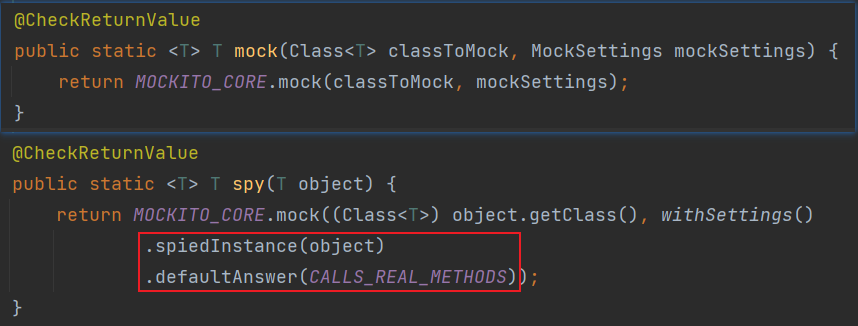 @CheckReturnValue
public static <T> T mock(Class<T> classToMock, MockSettings mockSettings) {
    return MOCKITO_CORE.mock(classToMock, mockSettings);
}
@CheckReturnValue
public static <T> T spy(T object) {
    return MOCKITO_CORE.mock((Class<T>) object.getClass(), withSettings()
            .spiedInstance(object)
            .defaultAnswer(CALLS_REAL_METHODS));
}